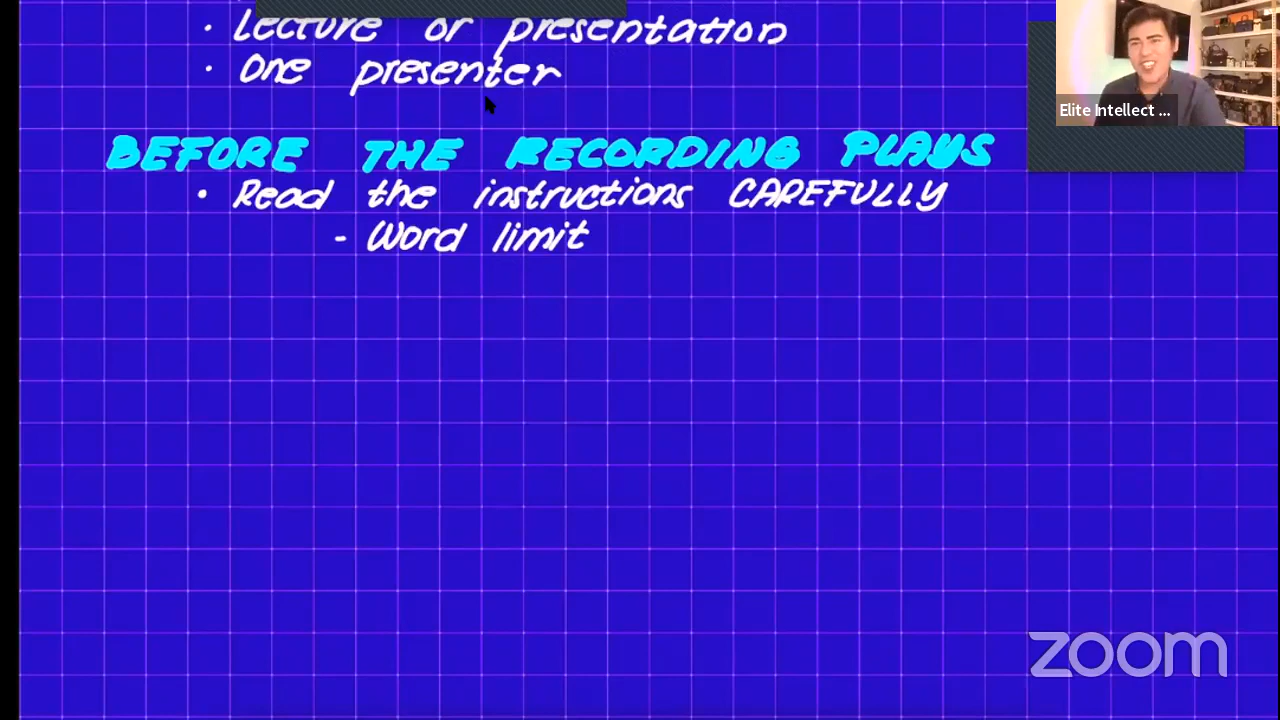 • Lecture or presentation
• One presenter
Elite Intellect ...
BEFORE THE RECORDING PLAYS
• Read the instructions CAREFULLY
- Word limit
zoom